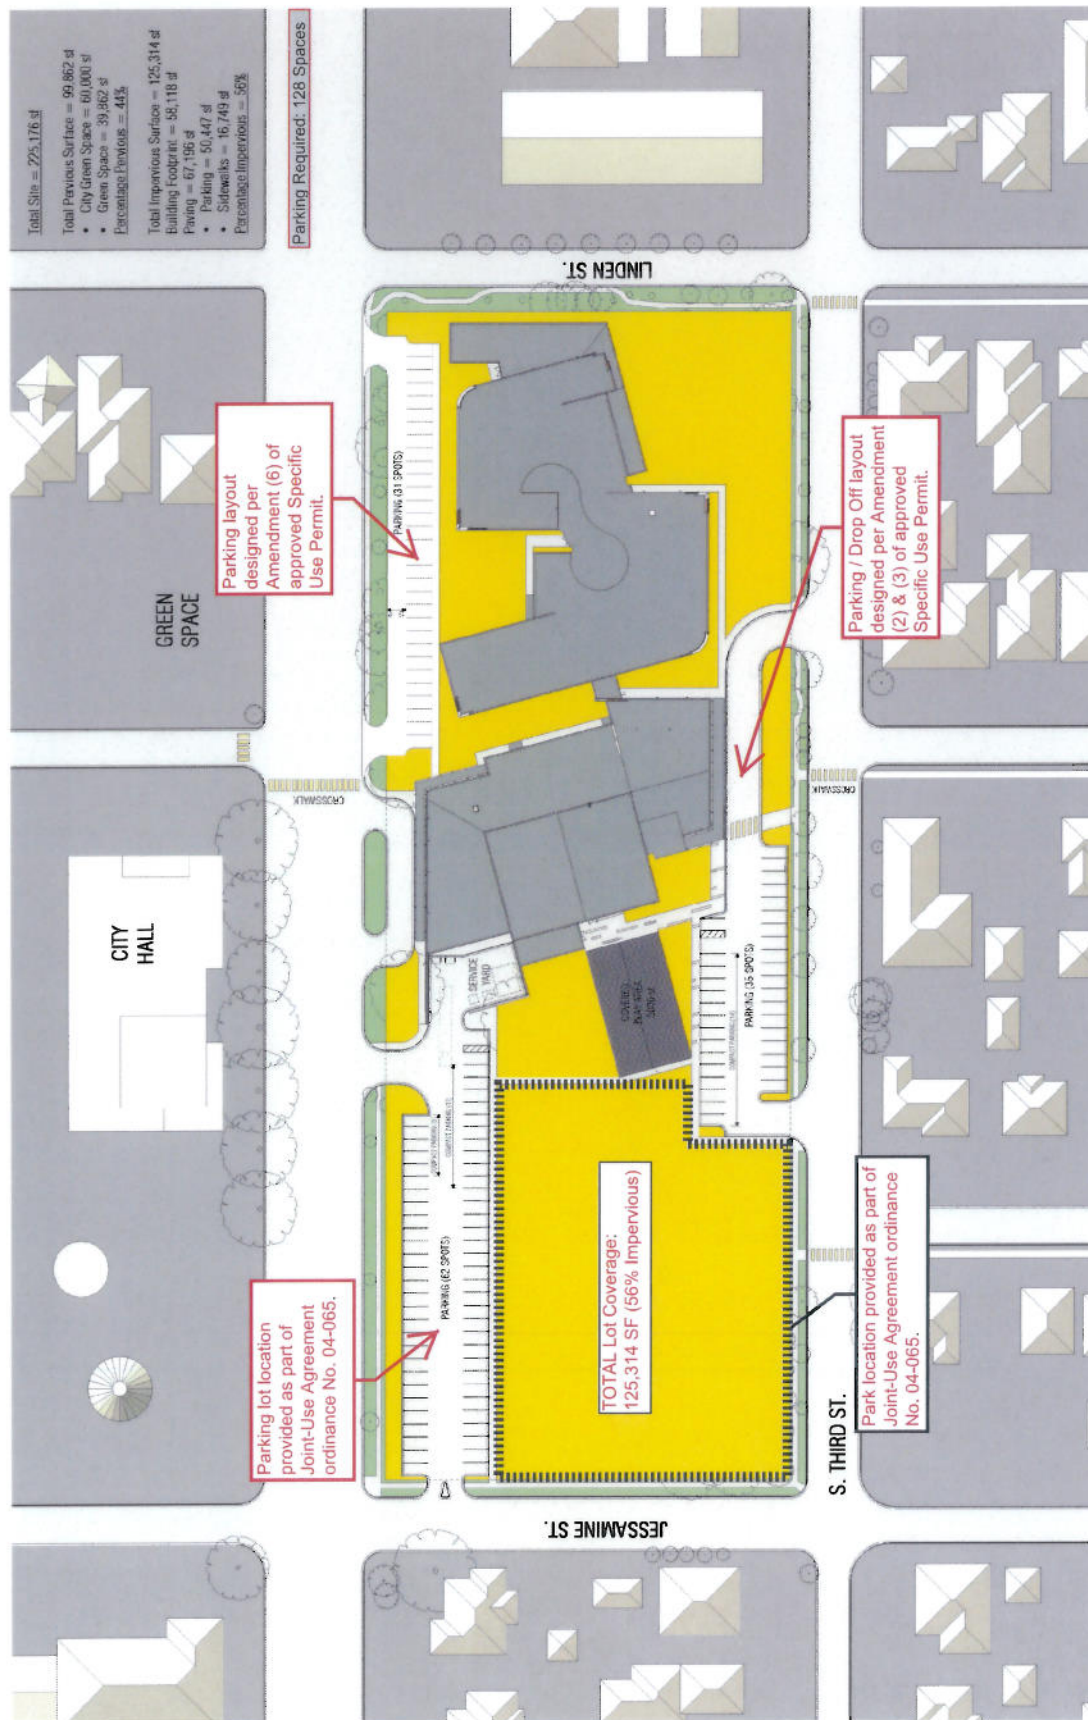 Total Site = 225,176 sf
Total Pervious Surface = 99,862 sf
• City Green Space = 60,000 sf
• Green Space = 39,862 sf
Percentage Pervious = 44%
Total Impervious Surface = 125,314 sf
Building Footprint = 58,118 sf
Paving = 67,196 sf
• Parking = 50,447 sf
• Sidewalks = 16,749 sf
Percentage Impervious = 56%
Parking Required: 128 Spaces
LINDEN ST.
GREEN
SPACE
Parking layout
designed per
Amendment (6) of
approved Specific
Use Permit.
PARKING (31 SPOTS)
Parking / Drop Off layout
designed per Amendment
(2) & (3) of approved
Specific Use Permit.
CROSSWALK
CROSSWALK
CITY
HALL
SERVICE
YARD
COVERED
PLAY AREA
PARKING (35 SPOTS)
PARKING (62 SPOTS)
Parking lot location
provided as part of
Joint-Use Agreement
ordinance No. 04-065.
TOTAL Lot Coverage:
125,314 SF (56% Impervious)
Park location provided as part of
Joint-Use Agreement ordinance
No. 04-065.
S. THIRD ST.
JESSAMINE ST.